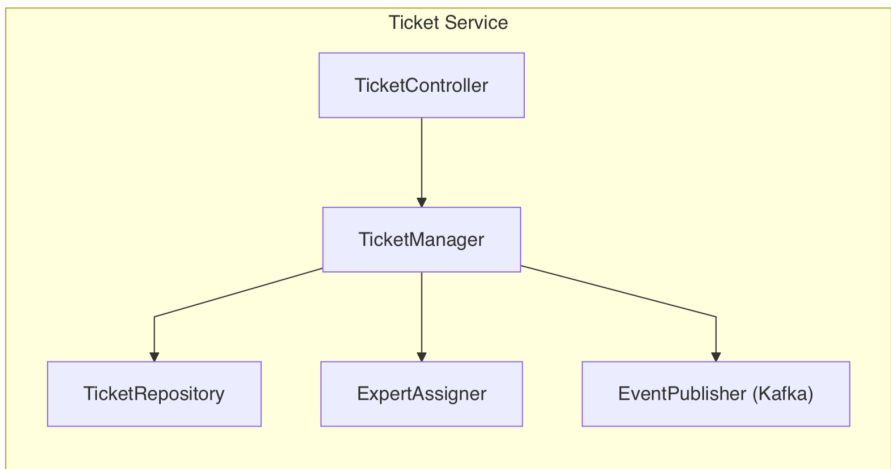 Ticket Service
TicketController
TicketManager
TicketRepository
ExpertAssigner
EventPublisher (Kafka)